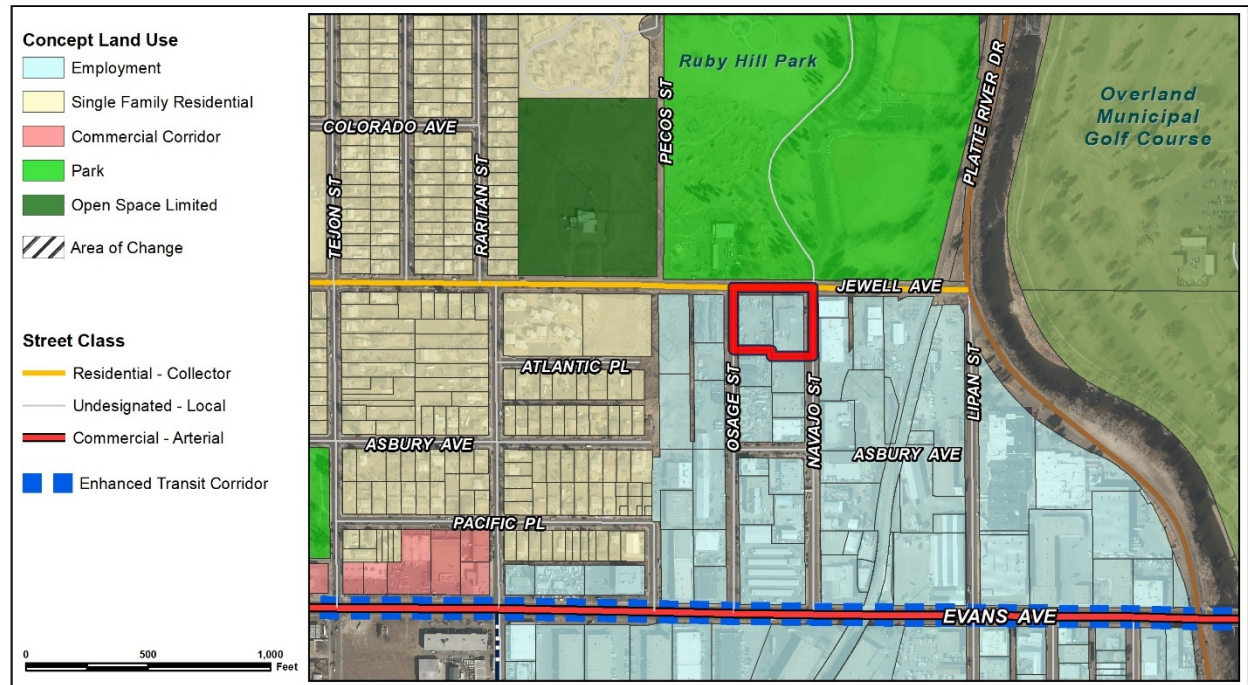 Concept Land Use
Employment
Single Family Residential
Commercial Corridor
Park
Open Space Limited
Area of Change
Street Class
Residential - Collector
Undesignated - Local
Commercial - Arterial
Enhanced Transit Corridor
0 500 1,000
Feet
Ruby Hill Park
Overland
Municipal
Golf Course
PLATTE RIVER DR
PECOS ST
COLORADO AVE
TEJON ST
RARITAN ST
JEWELL AVE
ATLANTIC PL
OSAGE ST
NAVAJO ST
LIPAN ST
ASBURY AVE
ASBURY AVE
PACIFIC PL
EVANS AVE